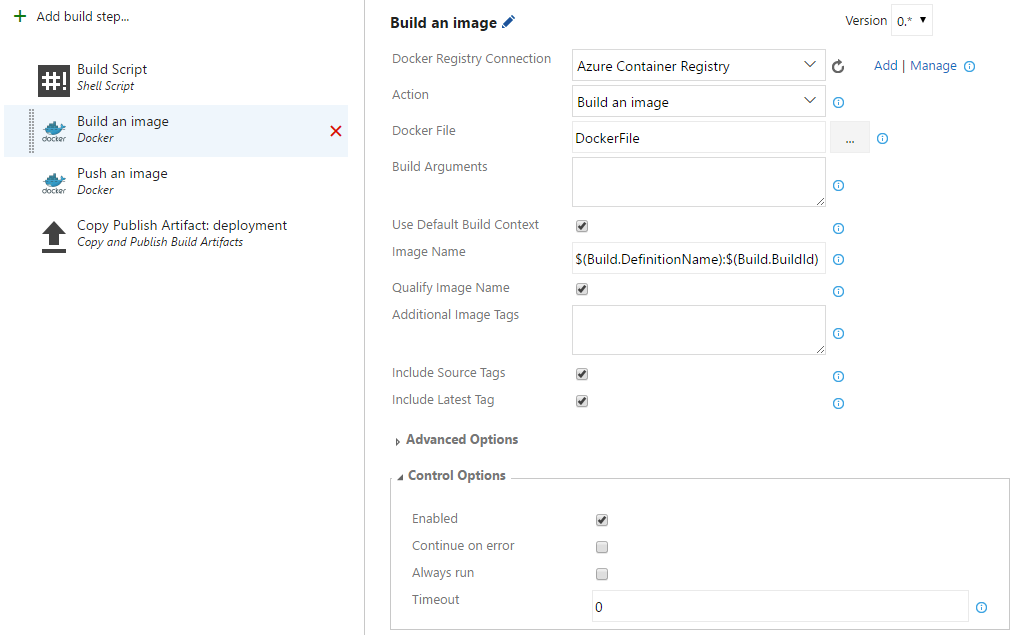 + Add build step...
#! Build Script
Shell Script
docker
Build an image
Docker
docker
Push an image
Docker
Copy Publish Artifact: deployment
Copy and Publish Build Artifacts
Build an image
Version 0.*
Docker Registry Connection Azure Container Registry Add | Manage
Action Build an image
Docker File DockerFile ...
Build Arguments
Use Default Build Context
Image Name $(Build.DefinitionName):$(Build.BuildId)
Qualify Image Name
Additional Image Tags
Include Source Tags
Include Latest Tag
Advanced Options
Control Options
Enabled
Continue on error
Always run
Timeout 0